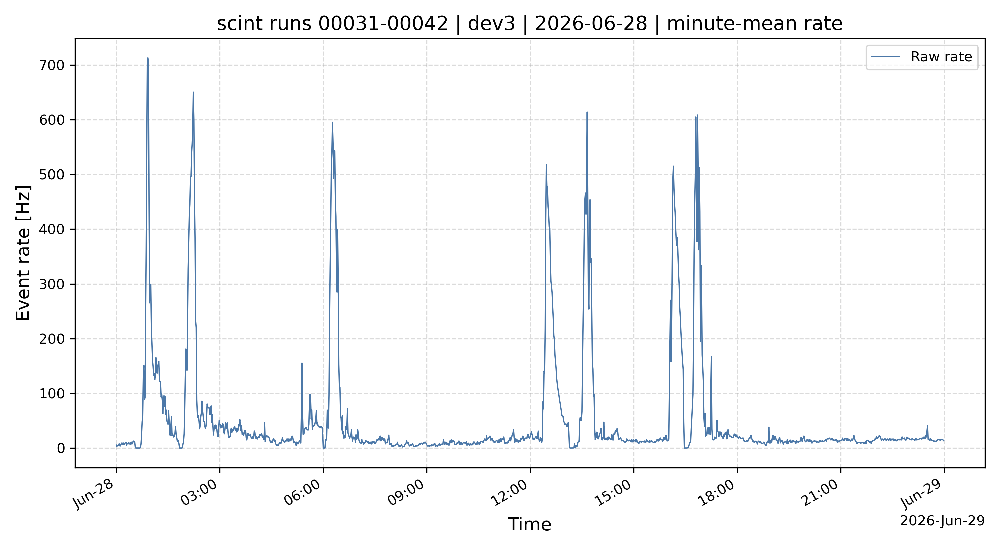 scint runs 00031-00042 | dev3 | 2026-06-28 | minute-mean rate
Raw rate
Event rate [Hz]
700
600
500
400
300
200
100
0
Jun-28
03:00
06:00
09:00
12:00
15:00
18:00
21:00
Jun-29
Time
2026-Jun-29